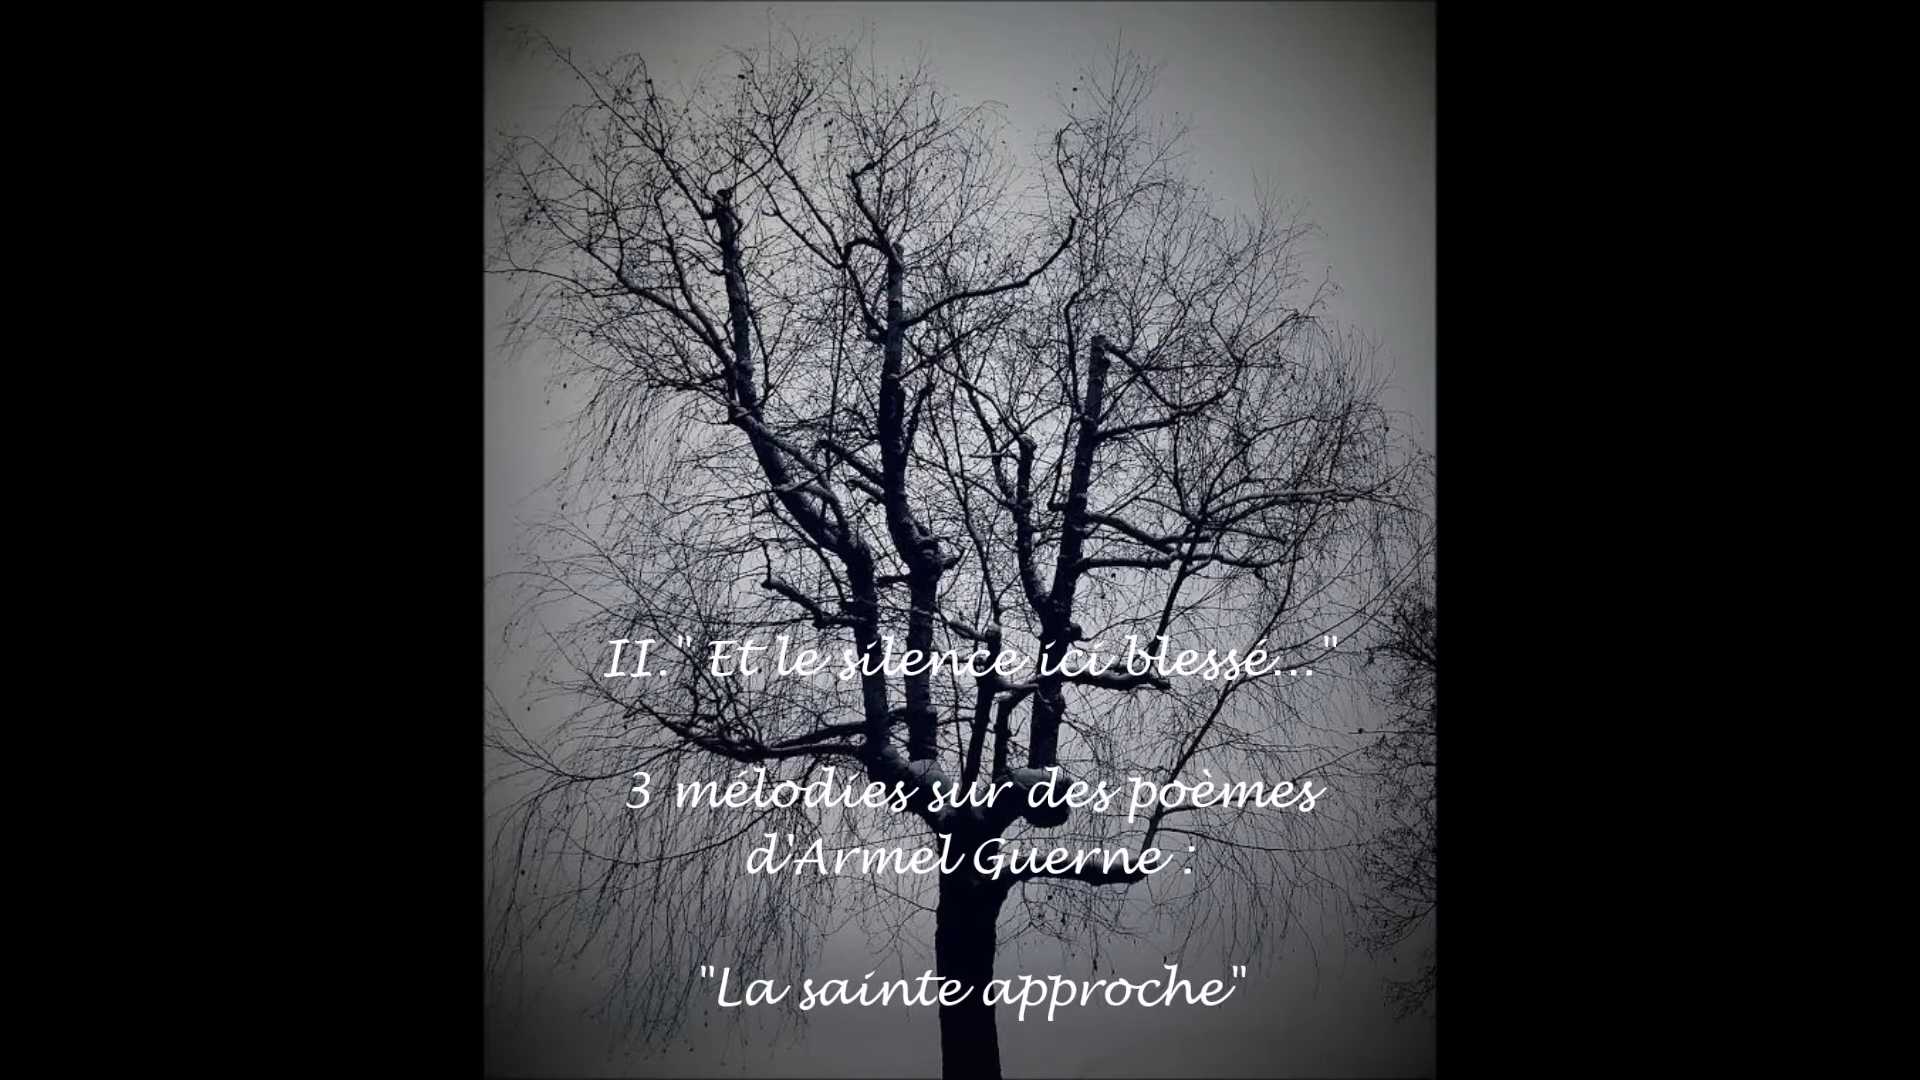 II." Et le silence ici blessé..."
3 mélodies sur des poèmes
d'Armel Guerne :
"La sainte approche"